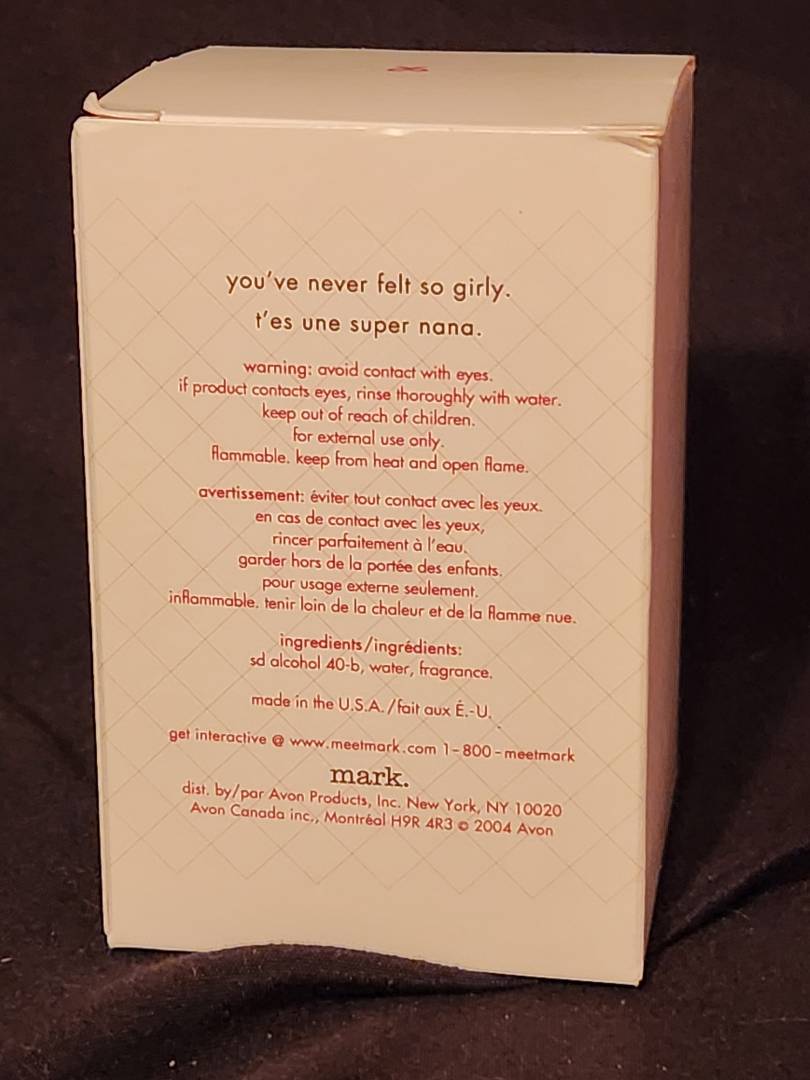 you've never felt so girly.
t'es une super nana.
warning: avoid contact with eyes.
if product contacts eyes, rinse thoroughly with water.
keep out of reach of children.
for external use only.
flammable. keep from heat and open flame.
avertissement: éviter tout contact avec les yeux.
en cas de contact avec les yeux,
rincer parfaitement à l'eau.
garder hors de la portée des enfants.
pour usage externe seulement.
inflammable. tenir loin de la chaleur et de la flamme nue.
ingredients/ingrédients:
sd alcohol 40-b, water, fragrance.
made in the U.S.A./fait aux É.-U.
get interactive @ www.meetmark.com 1-800-meetmark
mark.
dist. by/par Avon Products, Inc. New York, NY 10020
Avon Canada inc., Montréal H9R 4R3 © 2004 Avon